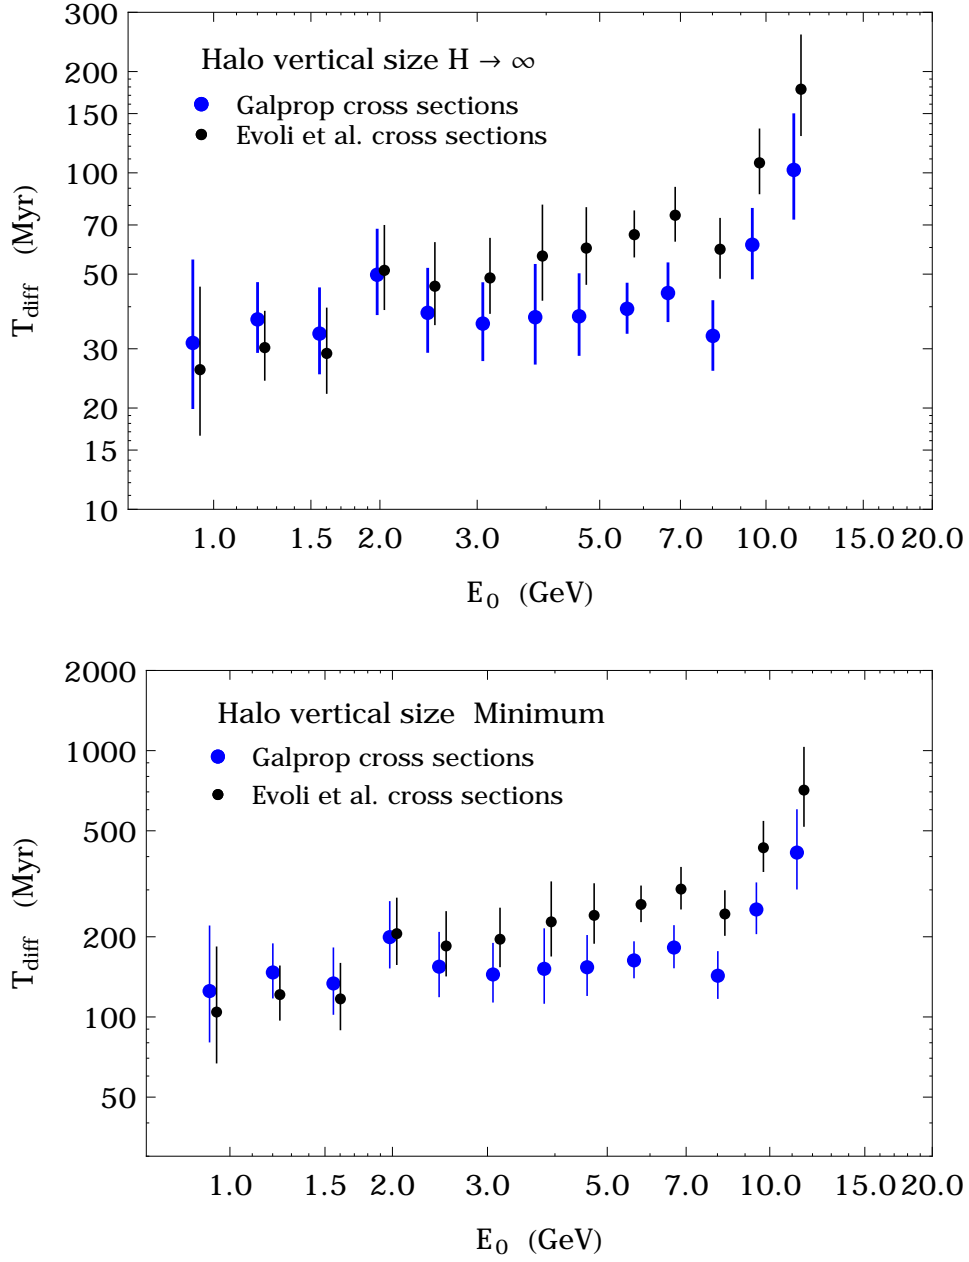 300
200
150
100
70
50
30
20
15
10
T_diff (Myr)
Halo vertical size H → ∞
Galprop cross sections
Evoli et al. cross sections
1.0 1.5 2.0 3.0 5.0 7.0 10.0 15.0 20.0
E_0 (GeV)
2000
1000
500
200
100
50
T_diff (Myr)
Halo vertical size Minimum
Galprop cross sections
Evoli et al. cross sections
1.0 1.5 2.0 3.0 5.0 7.0 10.0 15.0 20.0
E_0 (GeV)